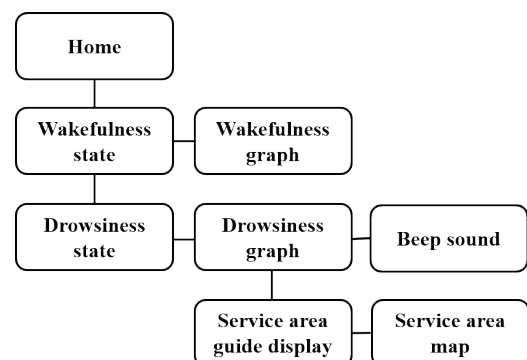 Home
Wakefulness
state
Wakefulness
graph
Drowsiness
state
Drowsiness
graph
Beep sound
Service area
guide display
Service area
map